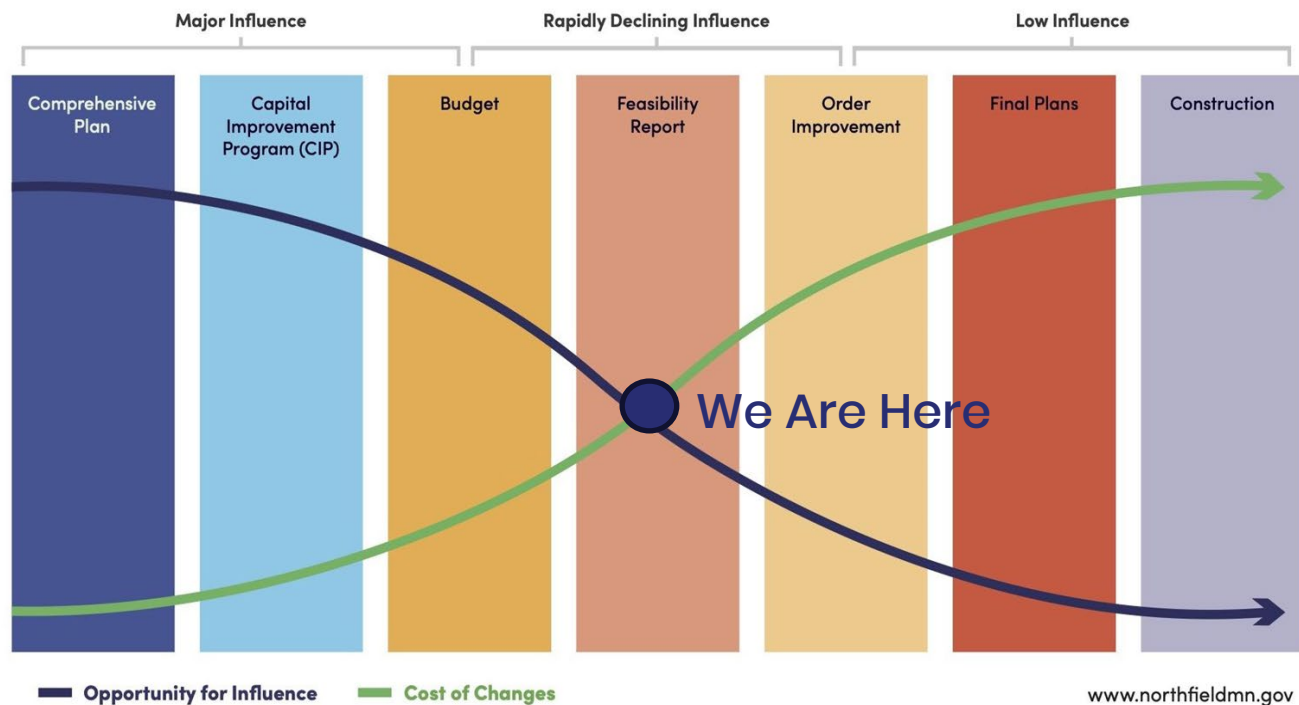 Major Influence
Rapidly Declining Influence
Low Influence
Comprehensive
Plan
Capital
Improvement
Program (CIP)
Budget
Feasibility
Report
Order
Improvement
Final Plans
Construction
We Are Here
Opportunity for Influence
Cost of Changes
www.northfieldmn.gov